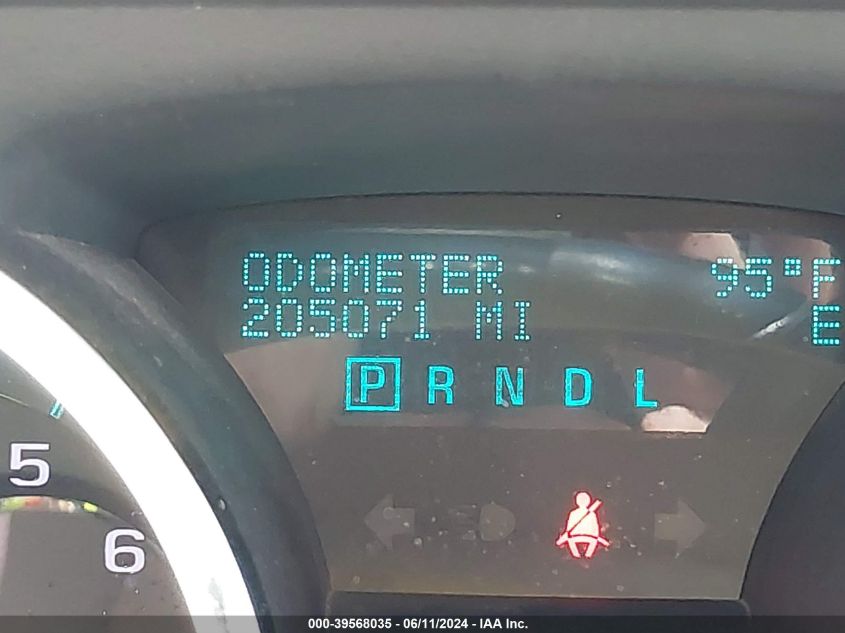 ODOMETER 95°F
205071 MI E
P R N D L
5
6
000-39568035 - 06/11/2024 - IAA Inc.